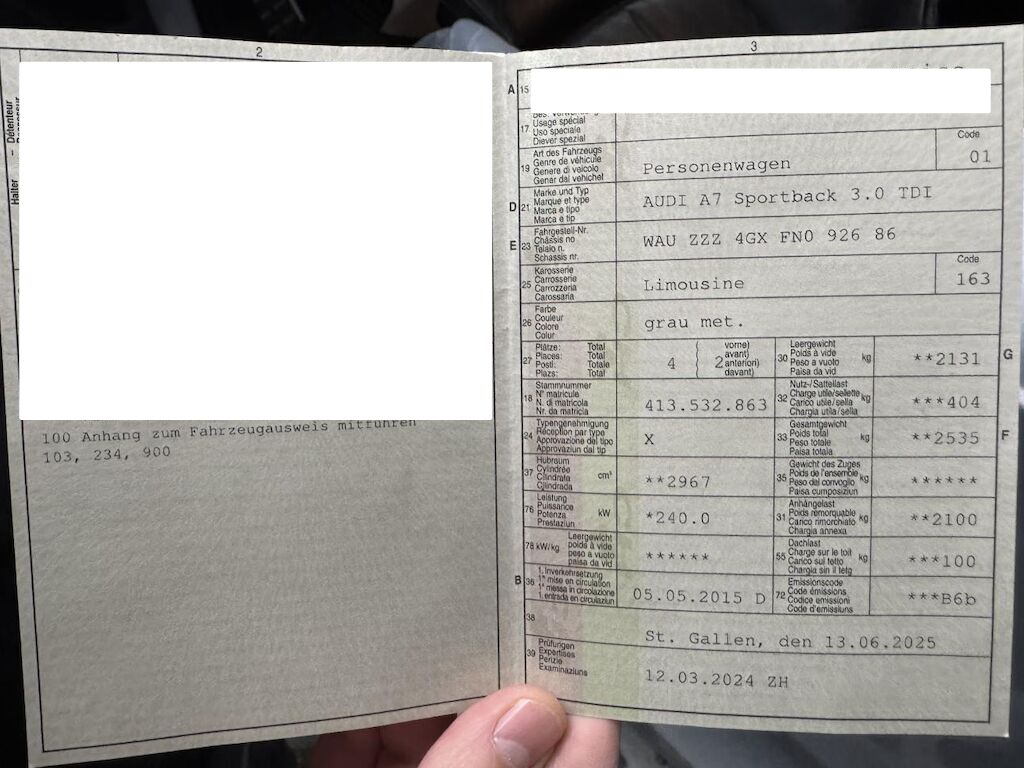 2
Halter - Détenteur
100 Anhang zum Fahrzeugausweis mitführen
103, 234, 900
3
A 15
17 Usage spécial
Uso speciale
Diever spezial
19 Art des Fahrzeugs
Genre de véhicule
Genere di veicolo
Gener dal vehichel
Personenwagen
Code
01
D 21 Marke und Typ
Marque et type
Marca e tipo
Marca e tip
AUDI A7 Sportback 3.0 TDI
E 23 Fahrgestell-Nr.
Châssis no
Telaio n.
Schassis nr.
WAU ZZZ 4GX FN0 926 86
25 Karosserie
Carrosserie
Carrozzeria
Carossaria
Limousine
Code
163
26 Farbe
Couleur
Colore
Colur
grau met.
27 Plätze: Total
Places: Total
Posti: Totale
Plazs: Total
4 ( 2 vorne)
avant)
anteriori)
davant)
30 Leergewicht
Poids à vide
Peso a vuoto
Paisa da vid
kg
**2131
G
18 Stammnummer
N° matricule
N. di matricola
Nr. da matricla
413.532.863
32 Nutz-/Sattellast
Charge utile/sellette
Carico utile/sella
Chargia utila/sella
kg
***404
24 Typengenehmigung
Réception par type
Approvazione del tipo
Approvaziun dal tip
X
33 Gesamtgewicht
Poids total
Peso totale
Paisa totala
kg
**2535
F
37 Hubraum
Cylindrée
Cilindrata
Cilindrada
cm³
**2967
35 Gewicht des Zuges
Poids de l'ensemble
Peso del convoglio
Paisa cumposiziun
kg
******
76 Leistung
Puissance
Potenza
Prestaziun
kW
*240.0
31 Anhängelast
Poids remorquable
Carico rimorchiato
Chargia annexa
kg
**2100
78 kW/kg Leergewicht
poids à vide
peso a vuoto
paisa da vid
******
55 Dachlast
Charge sur le toit
Carico sul tetto
Chargia sin il tetg
kg
***100
B 36 1. Inverkehrsetzung
1re mise en circulation
1a messa in circolazione
1. entrada en circulaziun
05.05.2015 D
72 Emissionscode
Code émissions
Codice emissioni
Code d'emissiuns
***B6b
38
St. Gallen, den 13.06.2025
39 Prüfungen
Expertises
Perizie
Examinaziuns
12.03.2024 ZH